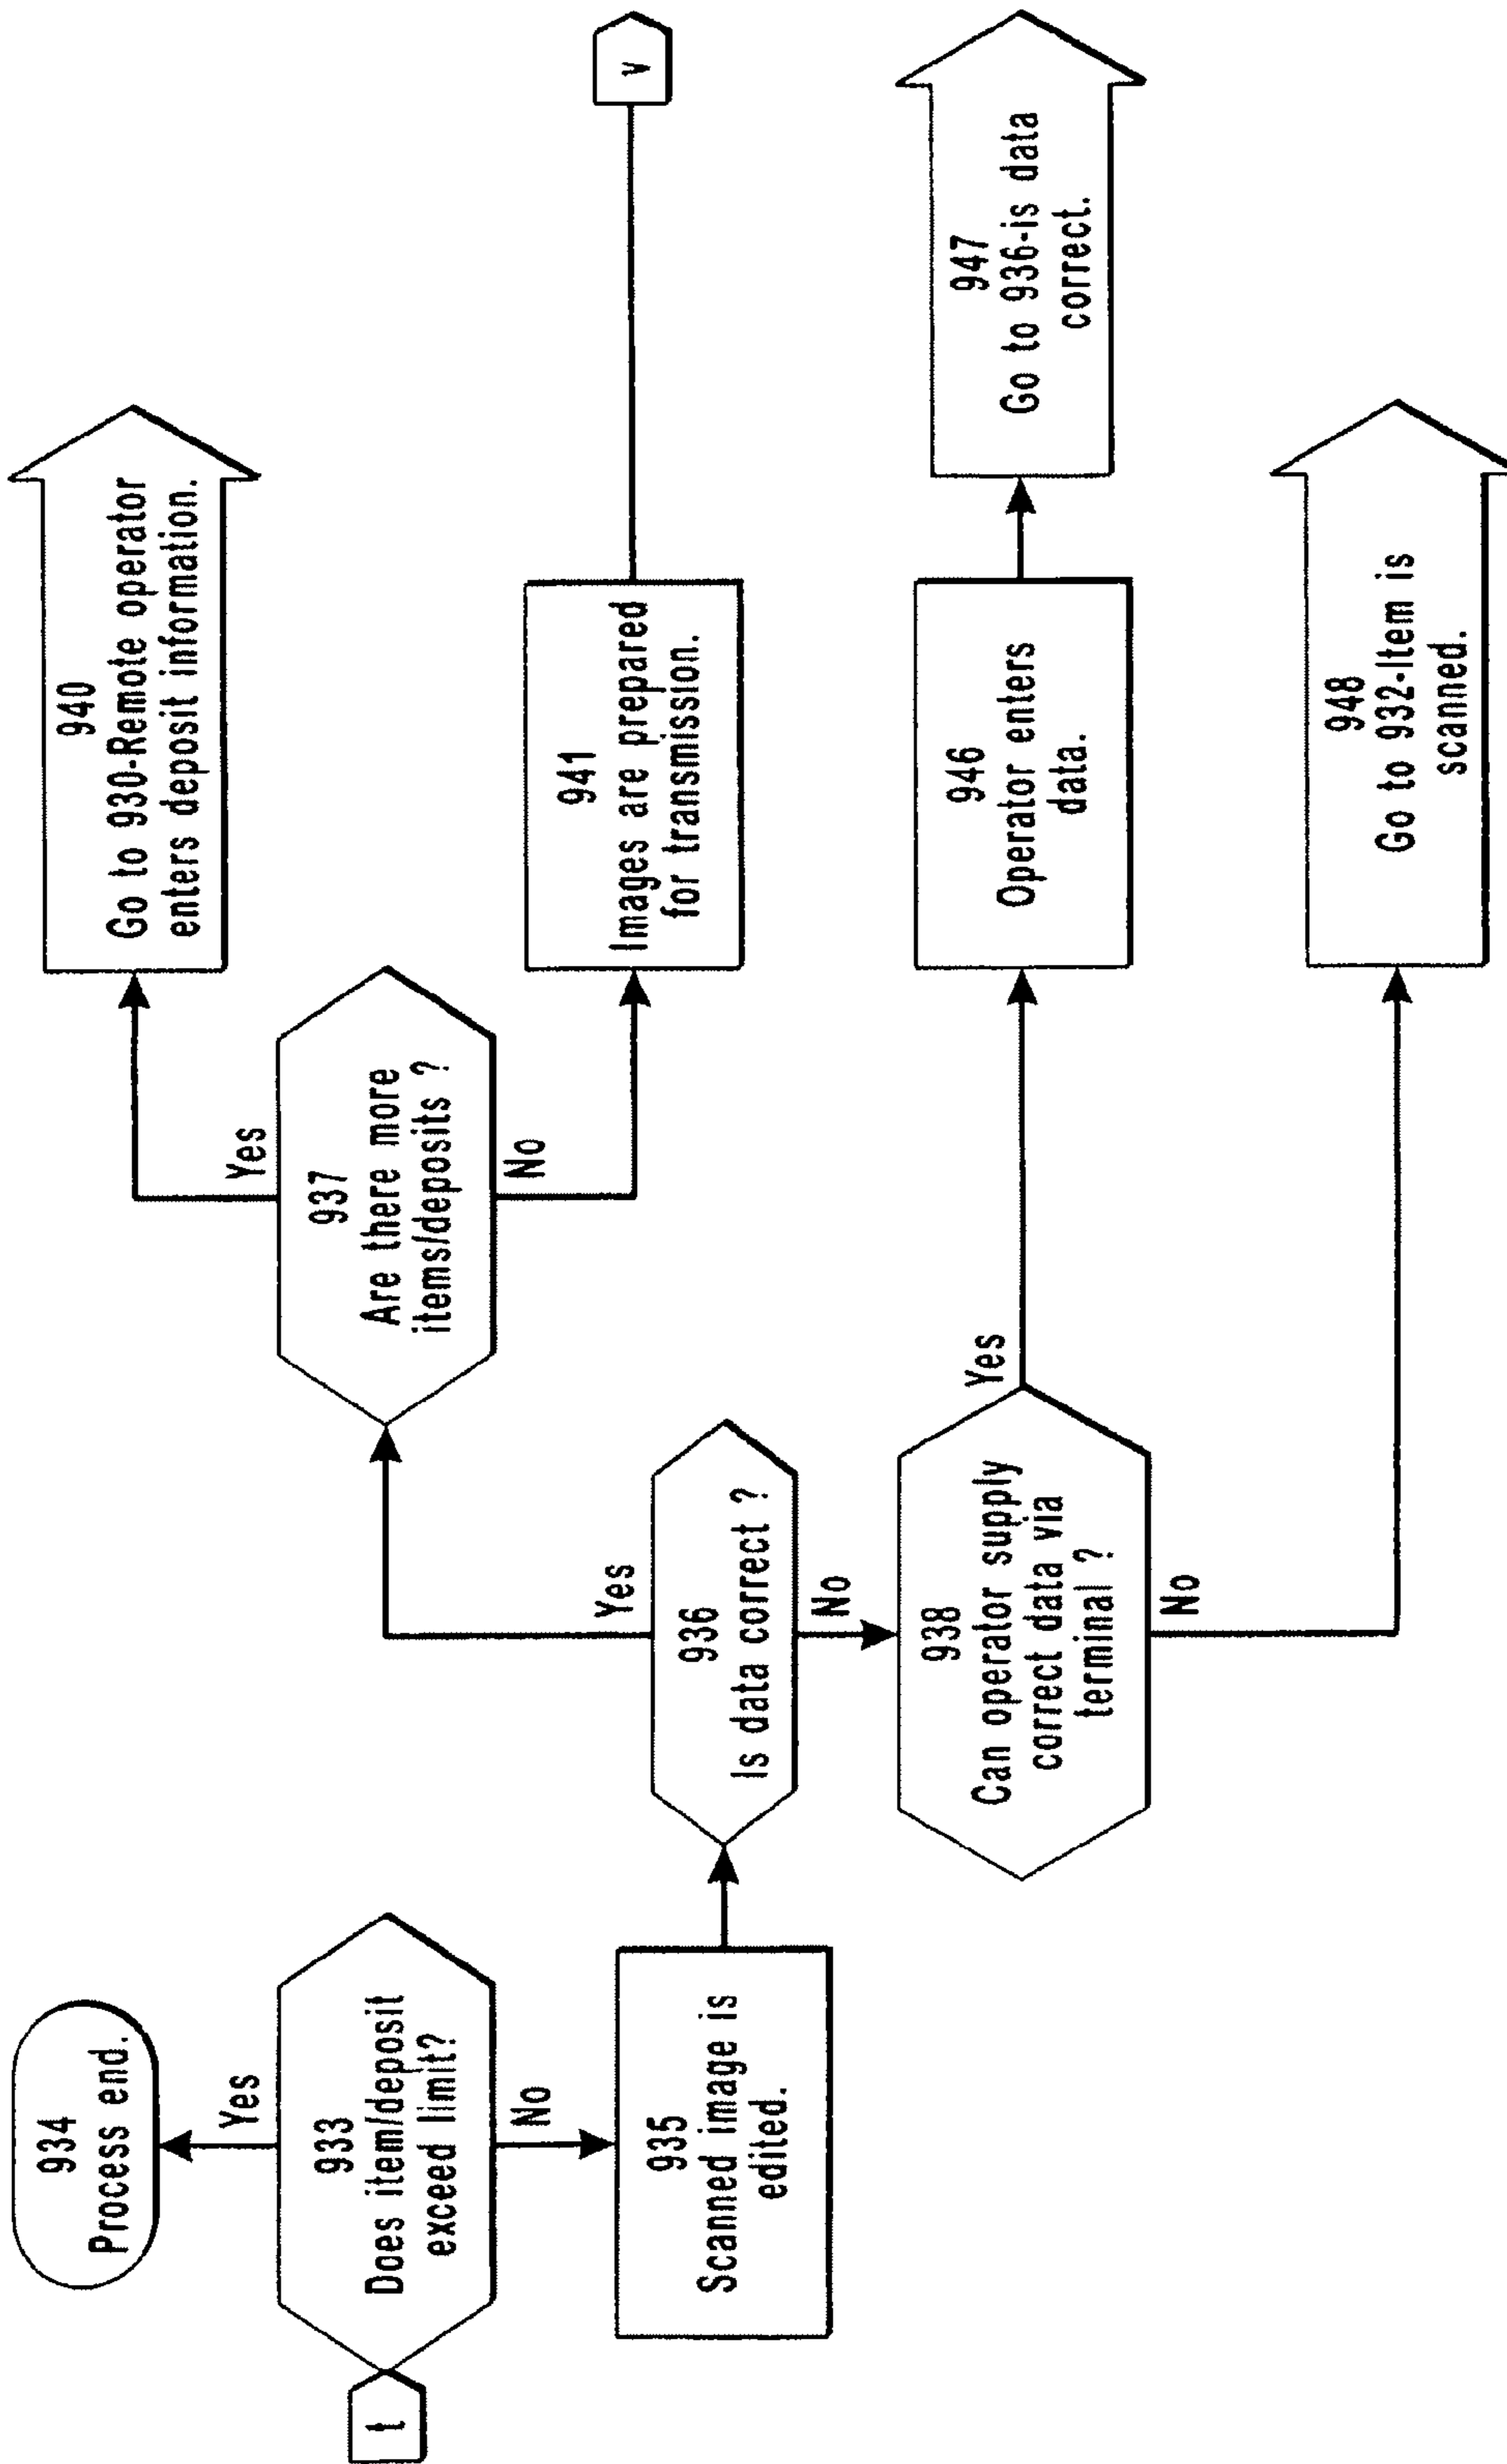 t
933
Does item/deposit
exceed limit?
Yes
934
Process end.
No
935
Scanned image is
edited.
936
Is data correct ?
Yes
937
Are there more
items/deposits ?
Yes
940
Go to 930-Remote operator
enters deposit information.
No
941
Images are prepared
for transmission.
v
No
938
Can operator supply
correct data via
terminal ?
Yes
946
Operator enters
data.
947
Go to 936-is data
correct.
No
948
Go to 932-Item is
scanned.